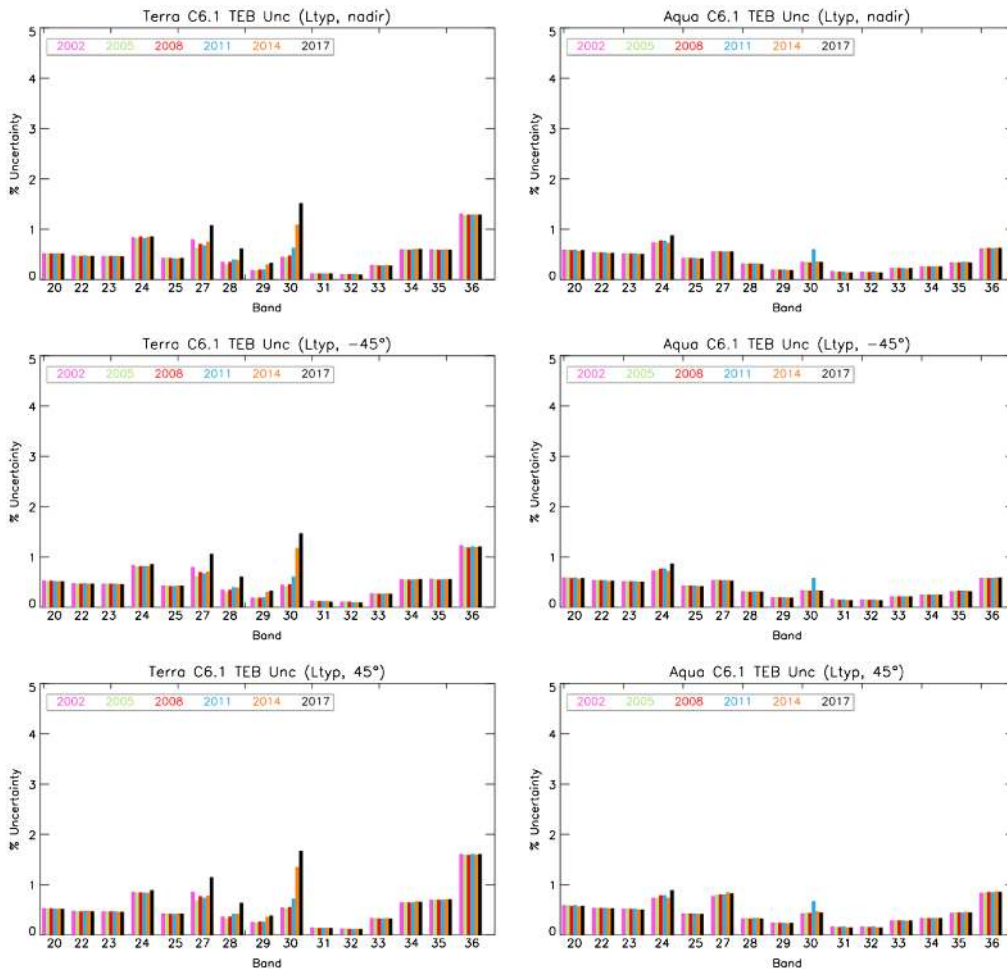 Terra C6.1 TEB Unc (Ltyp, nadir)
2002 2005 2008 2011 2014 2017
% Uncertainty
5
4
3
2
1
0
20 22 23 24 25 27 28 29 30 31 32 33 34 35 36
Band
Aqua C6.1 TEB Unc (Ltyp, nadir)
2002 2005 2008 2011 2014 2017
% Uncertainty
5
4
3
2
1
0
20 22 23 24 25 27 28 29 30 31 32 33 34 35 36
Band
Terra C6.1 TEB Unc (Ltyp, −45°)
2002 2005 2008 2011 2014 2017
% Uncertainty
5
4
3
2
1
0
20 22 23 24 25 27 28 29 30 31 32 33 34 35 36
Band
Aqua C6.1 TEB Unc (Ltyp, −45°)
2002 2005 2008 2011 2014 2017
% Uncertainty
5
4
3
2
1
0
20 22 23 24 25 27 28 29 30 31 32 33 34 35 36
Band
Terra C6.1 TEB Unc (Ltyp, 45°)
2002 2005 2008 2011 2014 2017
% Uncertainty
5
4
3
2
1
0
20 22 23 24 25 27 28 29 30 31 32 33 34 35 36
Band
Aqua C6.1 TEB Unc (Ltyp, 45°)
2002 2005 2008 2011 2014 2017
% Uncertainty
5
4
3
2
1
0
20 22 23 24 25 27 28 29 30 31 32 33 34 35 36
Band